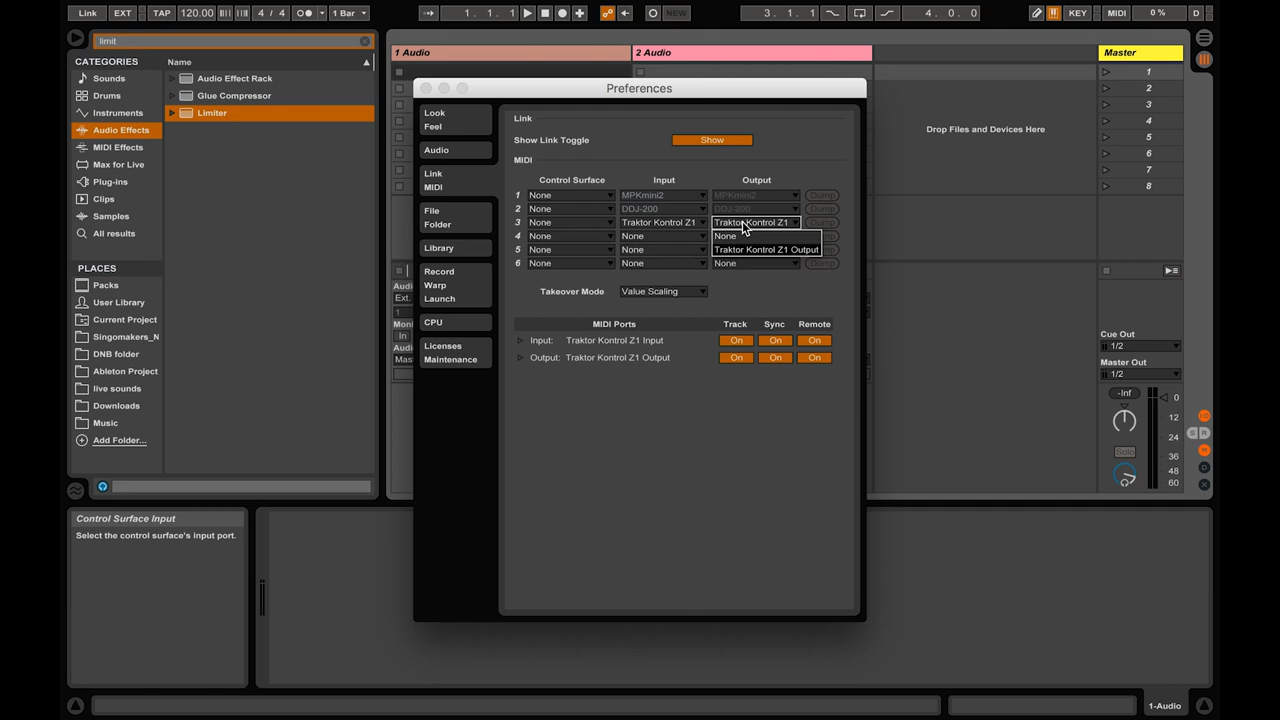 Link EXT TAP 120.00 4 / 4 1 Bar 1. 1. 1 NEW 3. 1. 1 4. 0. 0 KEY MIDI 0 % D
limit
CATEGORIES
Sounds
Drums
Instruments
Audio Effects
MIDI Effects
Max for Live
Plug-ins
Clips
Samples
All results
PLACES
Packs
User Library
Current Project
Singomakers_N
DNB folder
Ableton Project
live sounds
Downloads
Music
Add Folder...
Name
Audio Effect Rack
Glue Compressor
Limiter
1 Audio
2 Audio
Master
1
2
3
4
5
6
7
8
Drop Files and Devices Here
Preferences
Look
Feel
Audio
Link
MIDI
File
Folder
Library
Record
Warp
Launch
CPU
Licenses
Maintenance
Link
Show Link Toggle Show
MIDI
Control Surface Input Output
1 None MPKmini2 MPKmini2 Dump
2 None DDJ-200 DDJ-200 Dump
3 None Traktor Kontrol Z1 Traktor Kontrol Z1 Dump
4 None None None
5 None None Traktor Kontrol Z1 Output
6 None None None Dump
Takeover Mode Value Scaling
MIDI Ports Track Sync Remote
Input: Traktor Kontrol Z1 Input On On On
Output: Traktor Kontrol Z1 Output On On On
Ext.
1
In
Mas
Cue Out
1/2
Master Out
1/2
-Inf
0
12
24
36
48
60
Solo
S R
D
Control Surface Input
Select the control surface's input port.
1-Audio